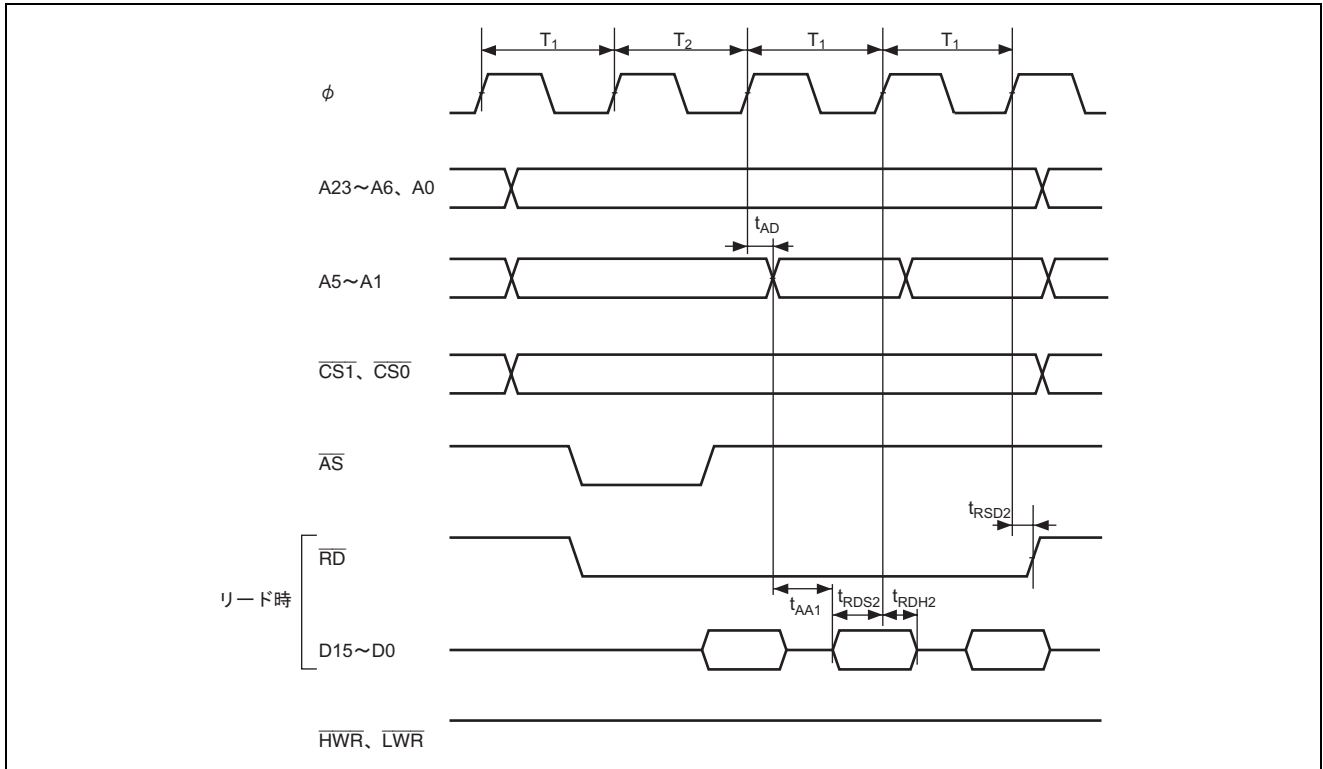 T1 T2 T1 T1
φ
A23～A6、A0
tAD
A5～A1
CS1、CS0
AS
tRSD2
RD
リード時
tAA1 tRDS2 tRDH2
D15～D0
HWR、LWR